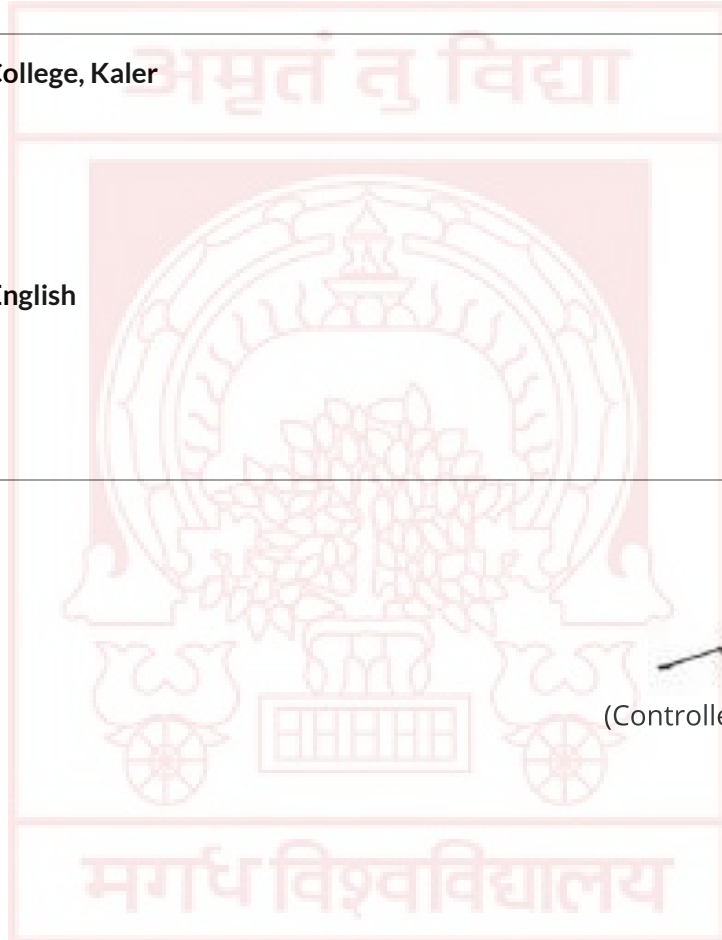 अमृतं तु विद्या
College, Kaler
English
(Controlle
मगध विश्वविद्यालय